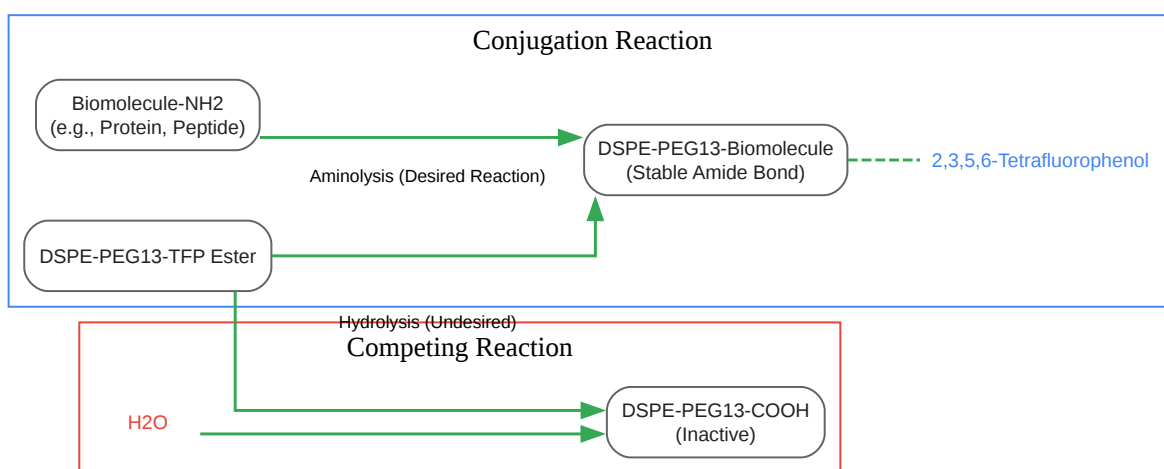 Conjugation Reaction
Biomolecule-NH2
(e.g., Protein, Peptide)
DSPE-PEG13-Biomolecule
(Stable Amide Bond)
2,3,5,6-Tetrafluorophenol
Aminolysis (Desired Reaction)
DSPE-PEG13-TFP Ester
Hydrolysis (Undesired)
Competing Reaction
H2O
DSPE-PEG13-COOH
(Inactive)